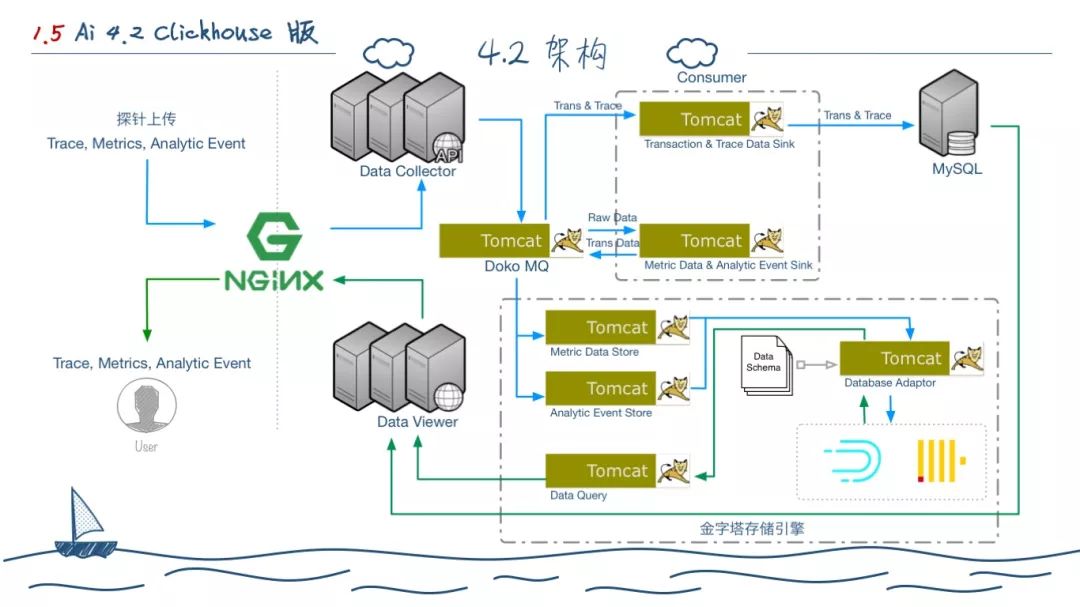 1.5 Ai 4.2 Clickhouse 版
4.2 架构
Consumer
探针上传
Trace, Metrics, Analytic Event
API
Data Collector
Trans & Trace
Tomcat
Transaction & Trace Data Sink
Trans & Trace
MySQL
NGiNX
Tomcat
Doko MQ
Raw Data
Trans Data
Tomcat
Metric Data & Analytic Event Sink
Trace, Metrics, Analytic Event
User
Data Viewer
Tomcat
Metric Data Store
Tomcat
Analytic Event Store
Tomcat
Data Query
Data
Schema
Tomcat
Database Adaptor
金字塔存储引擎